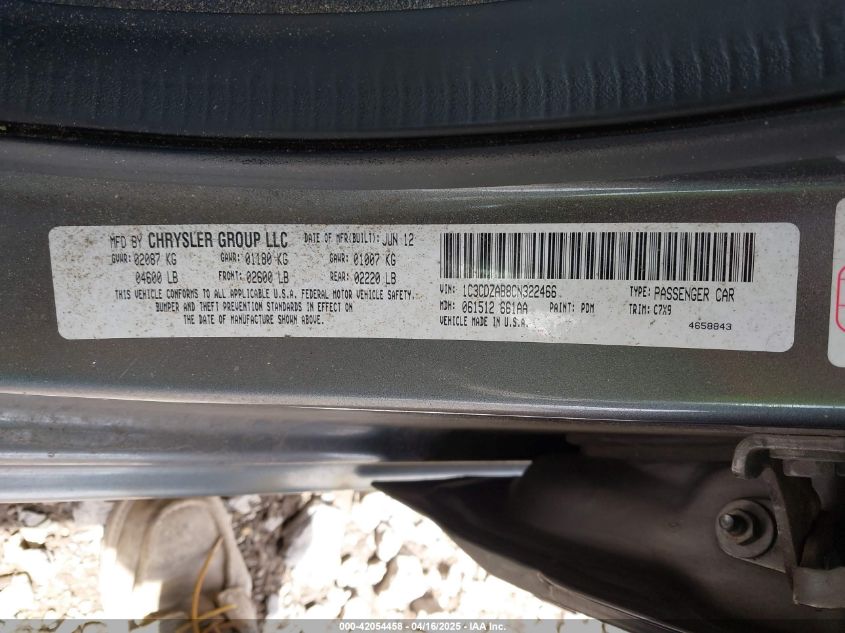 MFD BY CHRYSLER GROUP LLC DATE OF MFR(BUILT): JUN 12
GVWR: 02087 KG GAWR: 01180 KG GAWR: 01007 KG
04600 LB FRONT: 02600 LB REAR: 02220 LB
THIS VEHICLE CONFORMS TO ALL APPLICABLE U.S.A. FEDERAL MOTOR VEHICLE SAFETY,
BUMPER AND THEFT PREVENTION STANDARDS IN EFFECT ON
THE DATE OF MANUFACTURE SHOWN ABOVE.
VIN: 1C3CDZAB8CN322466 TYPE: PASSENGER CAR
MDH: 061512 661AA PAINT: PDM TRIM: C7X9
VEHICLE MADE IN U.S.A.
4658843
000-42054458 - 04/16/2025 - IAA Inc.